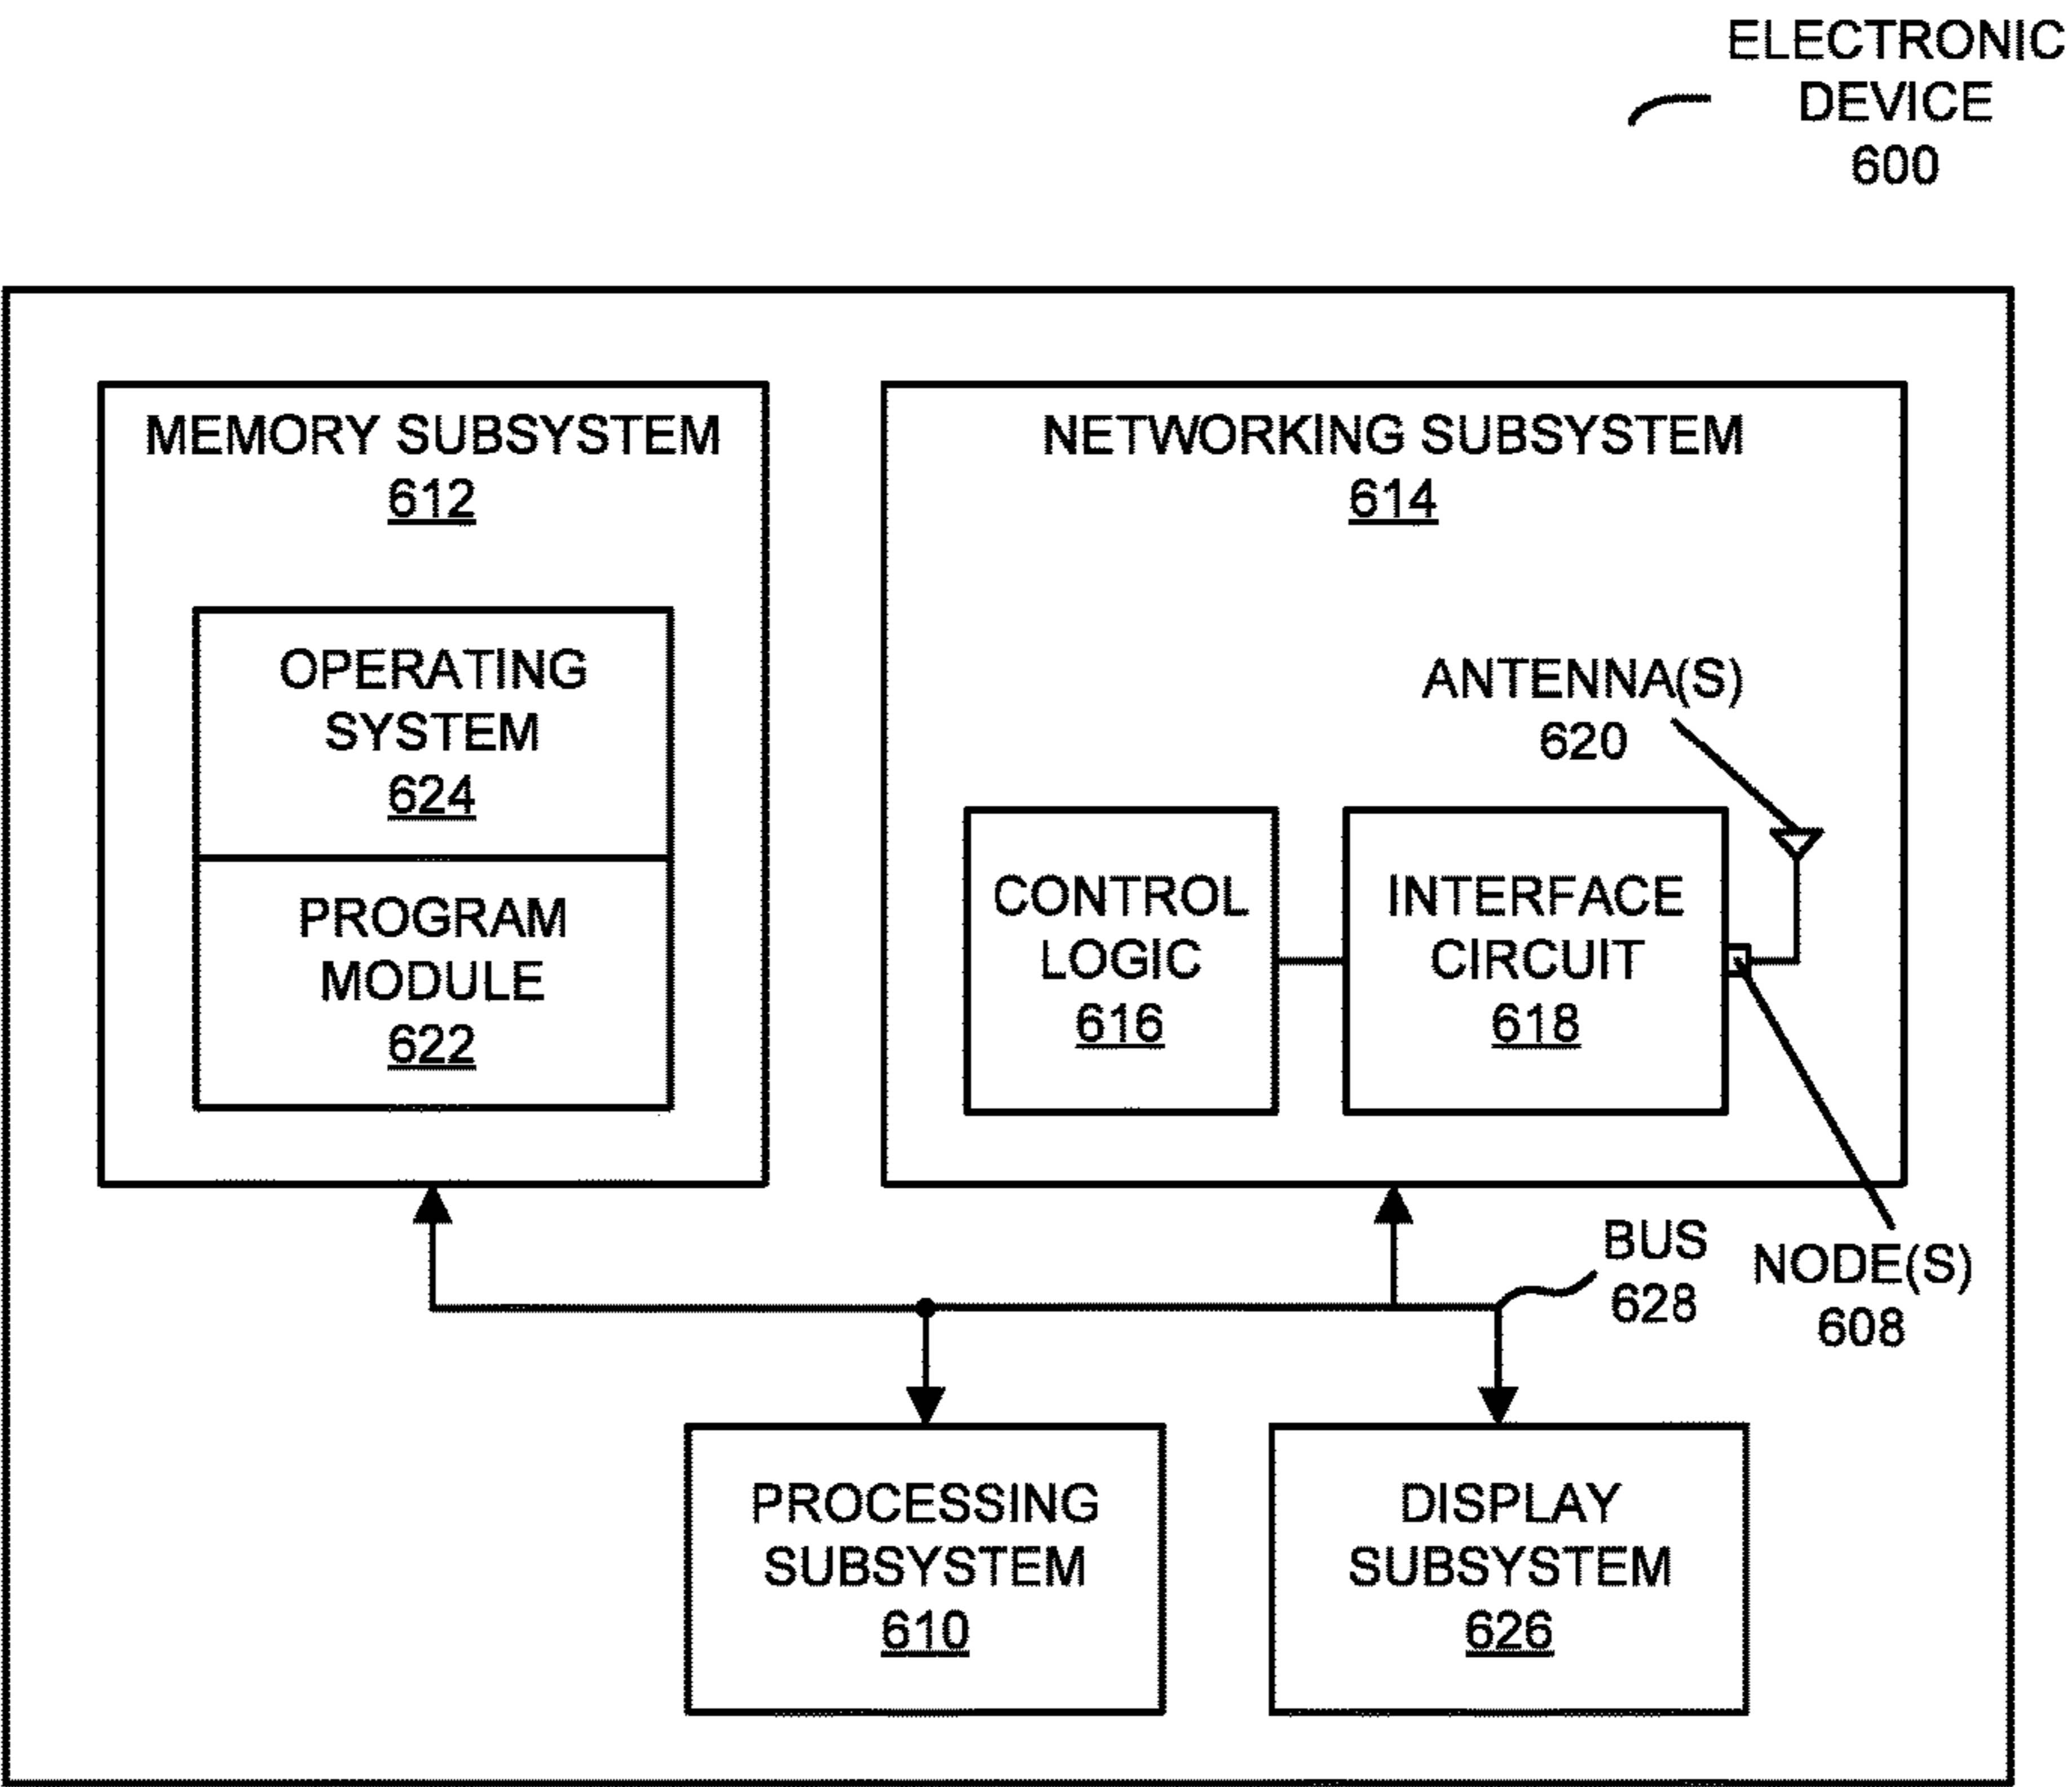 ELECTRONIC
DEVICE
600
MEMORY SUBSYSTEM
612
OPERATING
SYSTEM
624
PROGRAM
MODULE
622
NETWORKING SUBSYSTEM
614
ANTENNA(S)
620
CONTROL
LOGIC
616
INTERFACE
CIRCUIT
618
BUS
628
NODE(S)
608
PROCESSING
SUBSYSTEM
610
DISPLAY
SUBSYSTEM
626